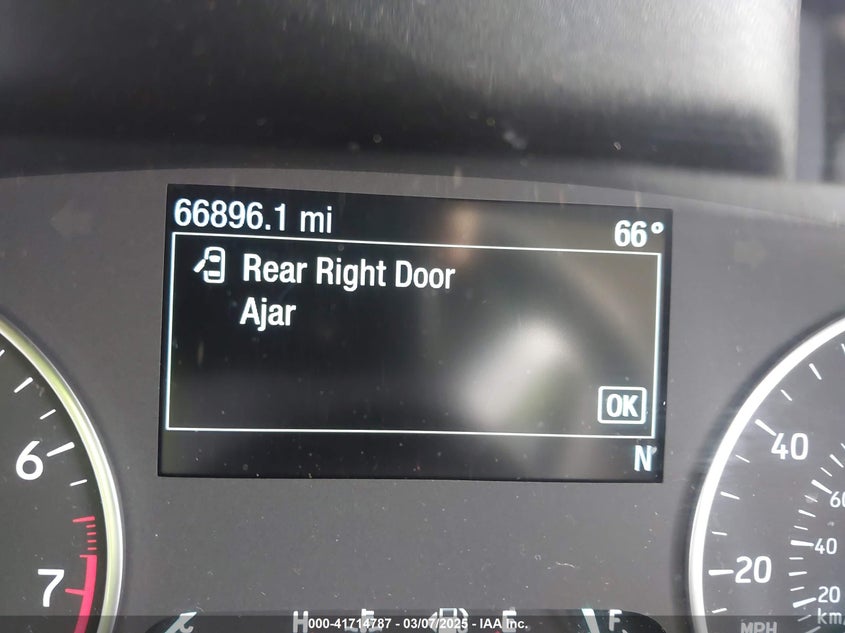 66896.1 mi
66°
Rear Right Door
Ajar
OK
N
6
7
40
20
60
40
20
MPH
km/
H
E
F
000-41714787 - 03/07/2025 - IAA Inc.